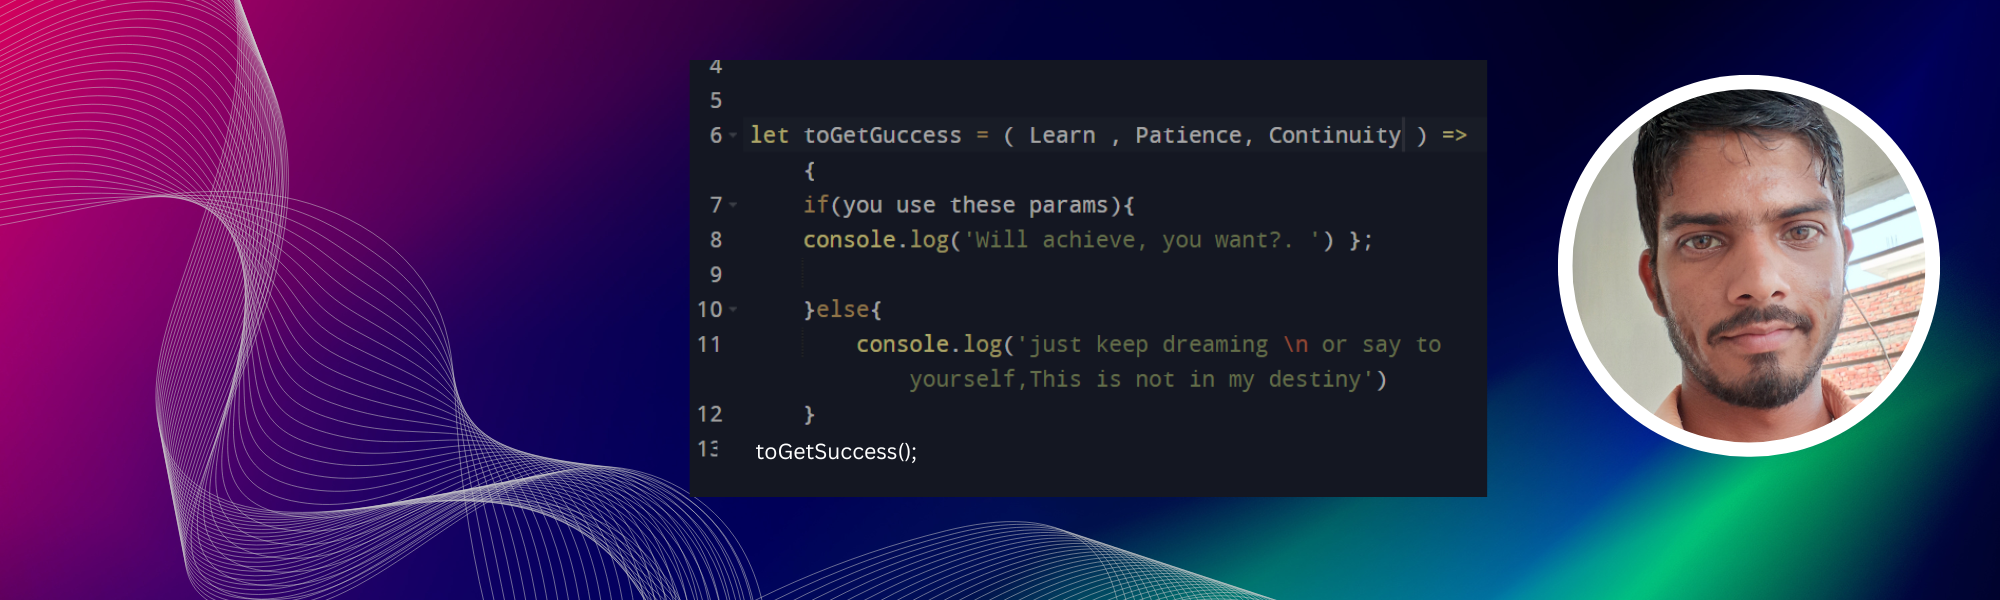 4
5
6 let toGetGuccess = ( Learn , Patience, Continuity ) =>
{
7 if(you use these params){
8 console.log('Will achieve, you want?. ') };
9
10 }else{
11 console.log('just keep dreaming \n or say to
yourself,This is not in my destiny')
12 }
13 toGetSuccess();